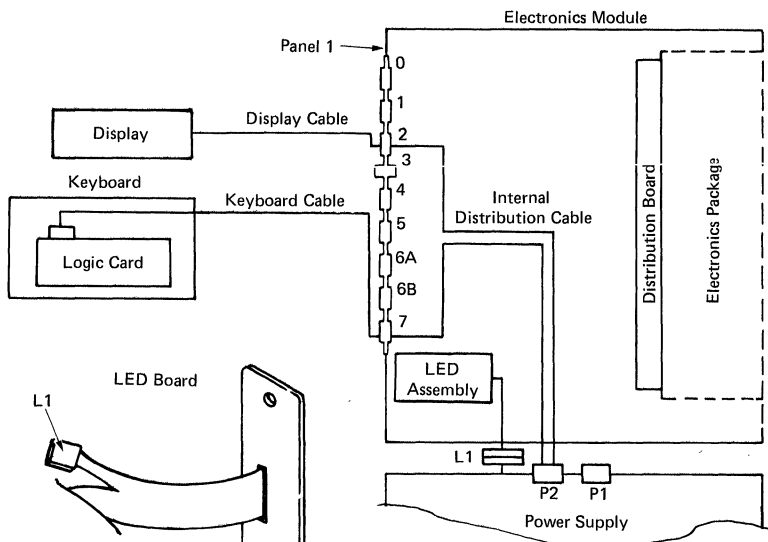 Electronics Module
Panel 1
0
1
Display Cable
2
Display
3
Keyboard
4
Keyboard Cable
Internal
Distribution Cable
5
Logic Card
6A
6B
7
Distribution Board
Electronics Package
LED
Assembly
LED Board
L1
L1
P2
P1
Power Supply